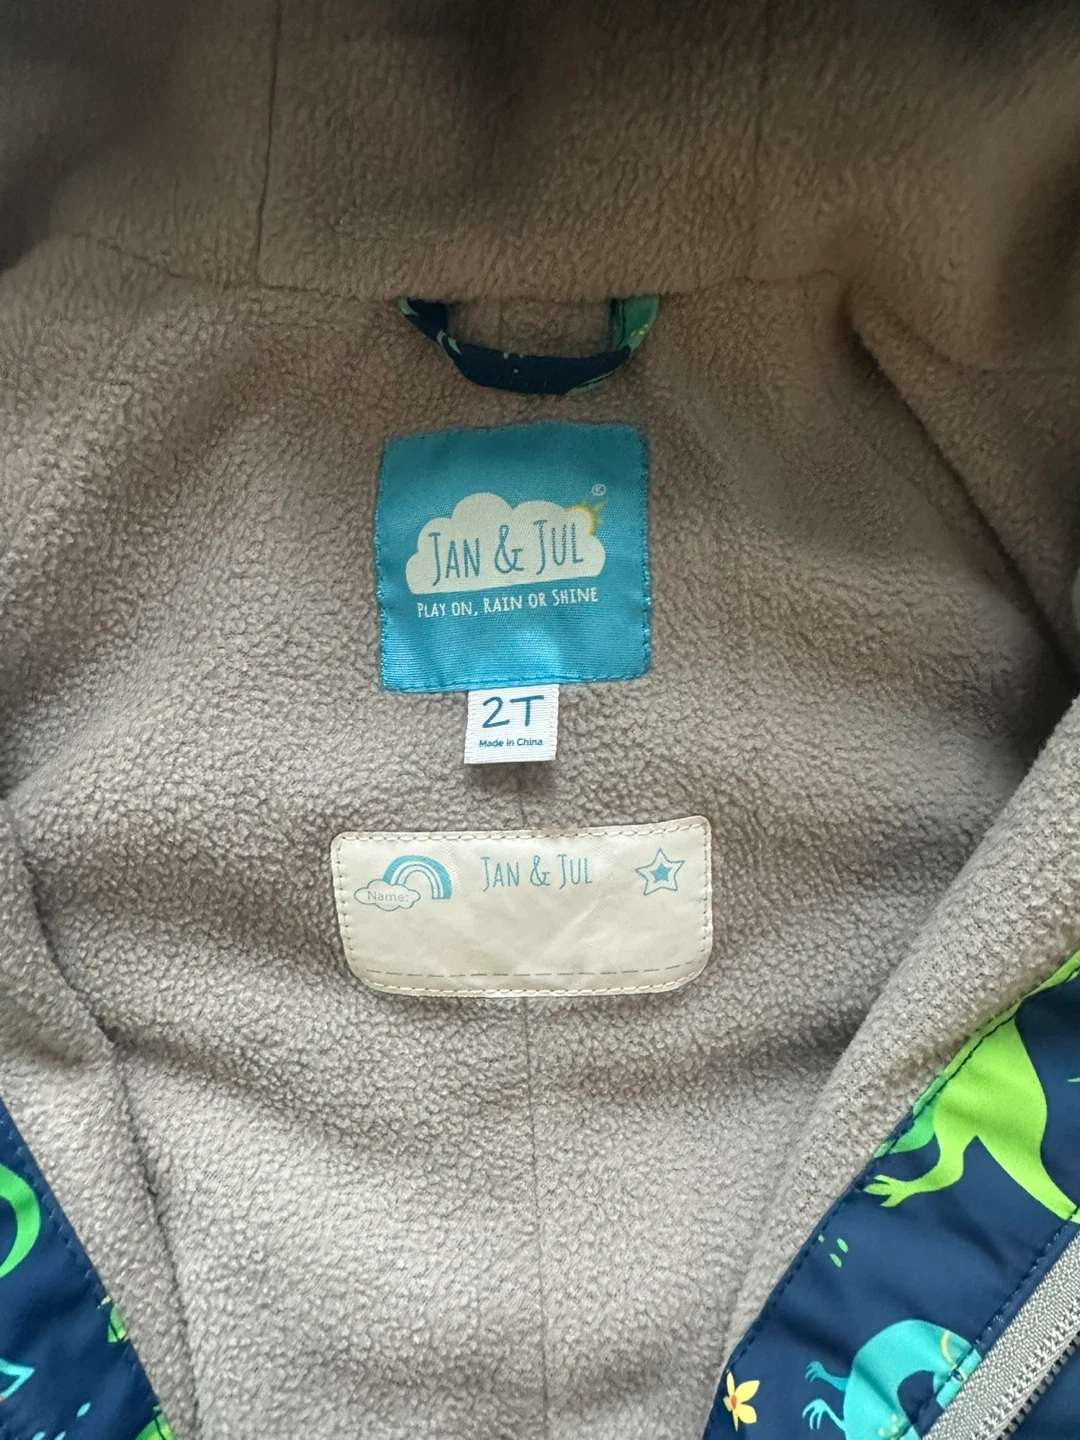 ®
JAN & JUL
PLAY ON, RAIN OR SHINE
2T
Made in China
JAN & JUL
Name: